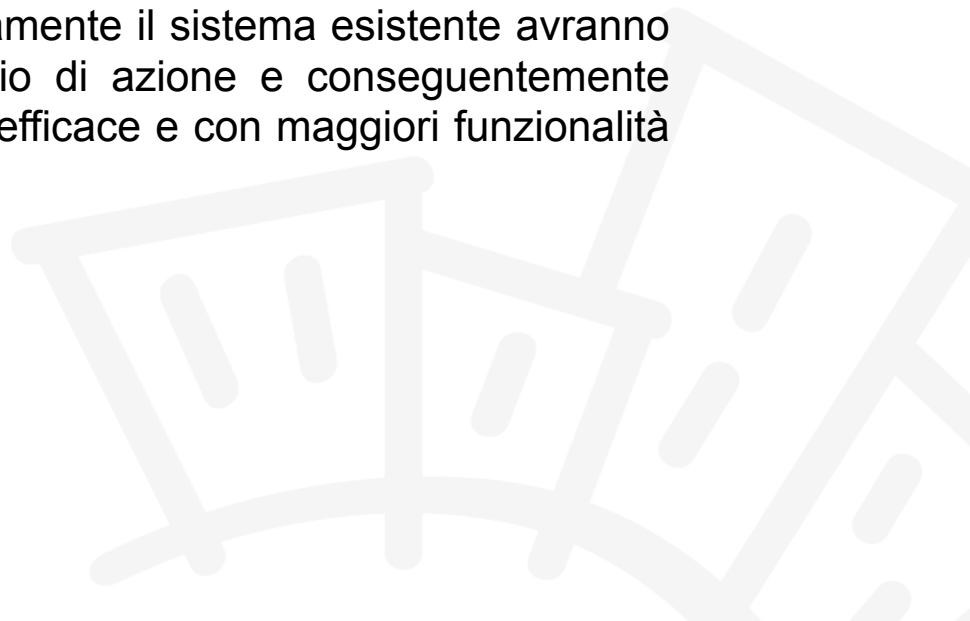 amente il sistema esistente avranno
io di azione e conseguentemente
efficace e con maggiori funzionalità